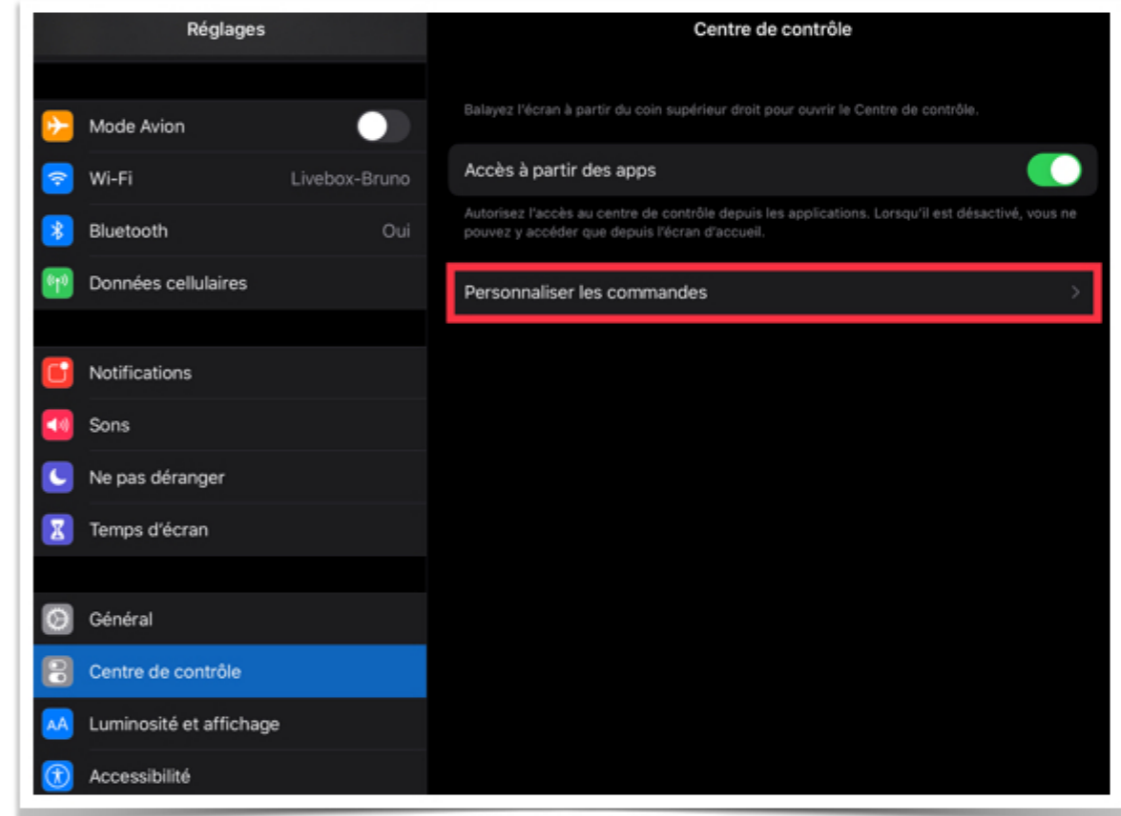 Réglages
Mode Avion
Wi-Fi Livebox-Bruno
Bluetooth Oui
Données cellulaires
Notifications
Sons
Ne pas déranger
Temps d'écran
Général
Centre de contrôle
AA Luminosité et affichage
Accessibilité
Centre de contrôle
Balayez l'écran à partir du coin supérieur droit pour ouvrir le Centre de contrôle.
Accès à partir des apps
Autorisez l'accès au centre de contrôle depuis les applications. Lorsqu'il est désactivé, vous ne
pouvez y accéder que depuis l'écran d'accueil.
Personnaliser les commandes